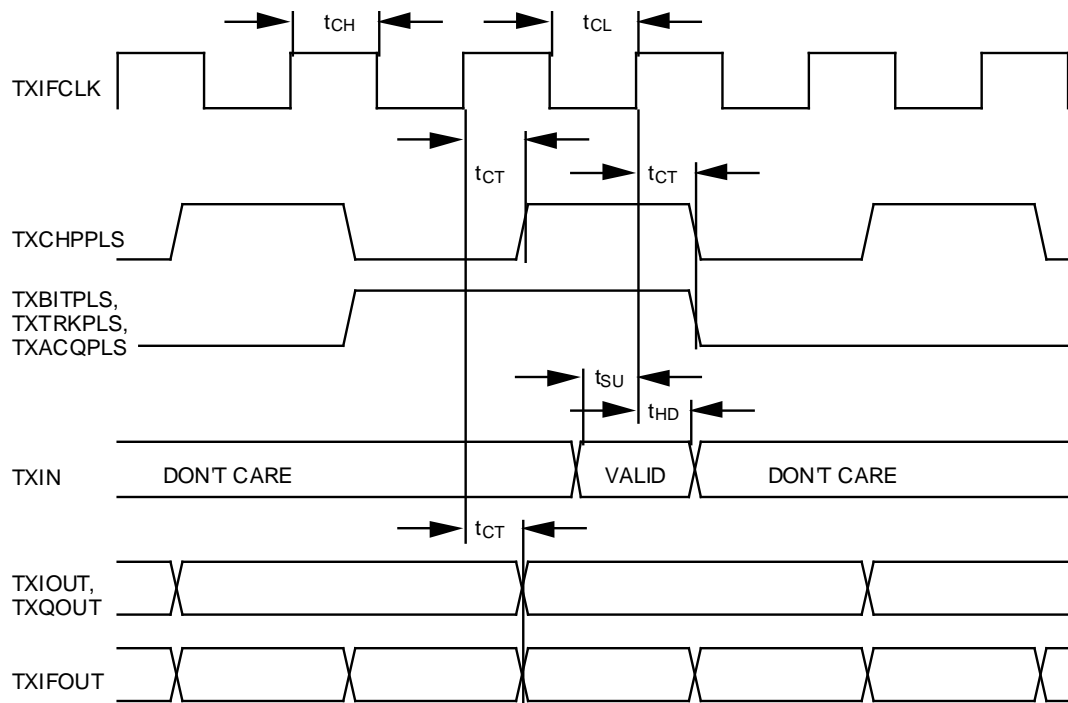 tCH
tCL
TXIFCLK
tCT
tCT
TXCHPPLS
TXBITPLS,
TXTRKPLS,
TXACQPLS
tSU
tHD
TXIN
DON'T CARE
VALID
DON'T CARE
tCT
TXIOUT,
TXQOUT
TXIFOUT